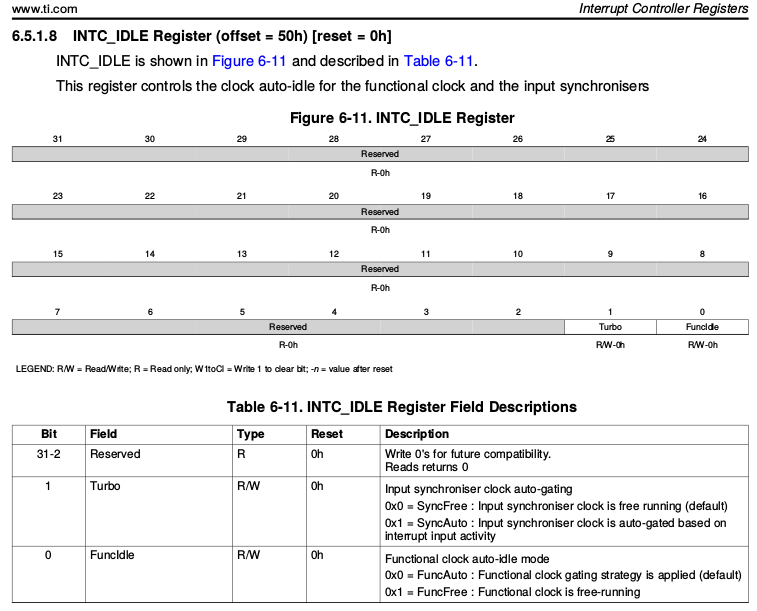 www.ti.com Interrupt Controller Registers
6.5.1.8 INTC_IDLE Register (offset = 50h) [reset = 0h]
INTC_IDLE is shown in Figure 6-11 and described in Table 6-11.
This register controls the clock auto-idle for the functional clock and the input synchronisers
Figure 6-11. INTC_IDLE Register
31 30 29 28 27 26 25 24
Reserved
R-0h
23 22 21 20 19 18 17 16
Reserved
R-0h
15 14 13 12 11 10 9 8
Reserved
R-0h
7 6 5 4 3 2 1 0
Reserved Turbo FuncIdle
R-0h R/W-0h R/W-0h
LEGEND: R/W = Read/Write; R = Read only; W1toCl = Write 1 to clear bit; -n = value after reset
Table 6-11. INTC_IDLE Register Field Descriptions
Bit Field Type Reset Description
31-2 Reserved R 0h Write 0's for future compatibility.
Reads returns 0
1 Turbo R/W 0h Input synchroniser clock auto-gating
0x0 = SyncFree : Input synchroniser clock is free running (default)
0x1 = SyncAuto : Input synchroniser clock is auto-gated based on
interrupt input activity
0 FuncIdle R/W 0h Functional clock auto-idle mode
0x0 = FuncAuto : Functional clock gating strategy is applied (default)
0x1 = FuncFree : Functional clock is free-running